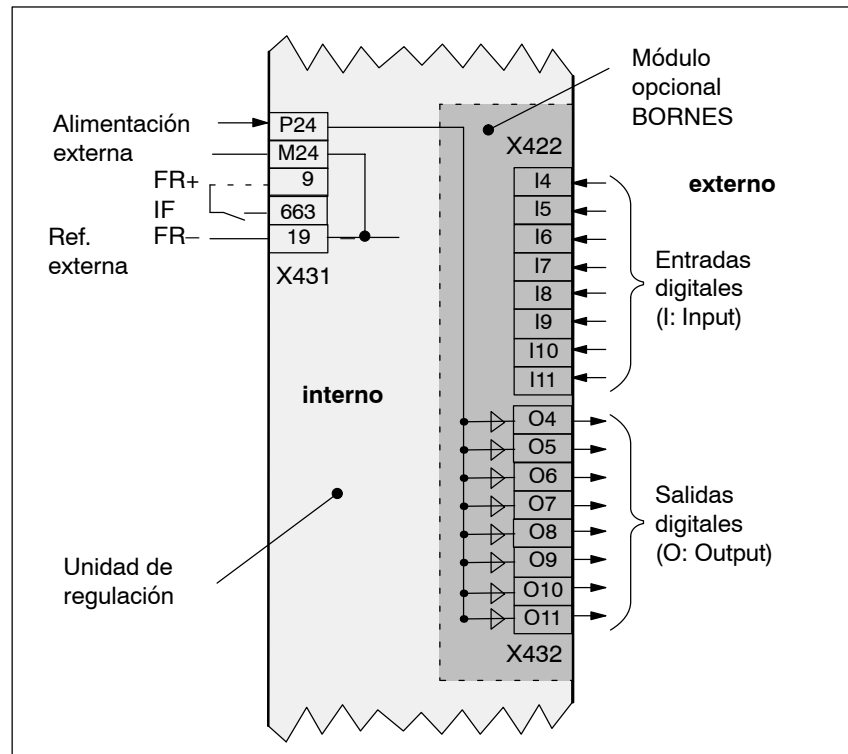 Módulo
opcional
BORNES
Alimentación
externa
P24
M24
FR+
9
IF
663
Ref.
externa
FR–
19
X431
X422
externo
I4
I5
I6
I7
I8
I9
I10
I11
Entradas
digitales
(I: Input)
interno
O4
O5
O6
O7
O8
O9
O10
O11
Salidas
digitales
(O: Output)
Unidad de
regulación
X432